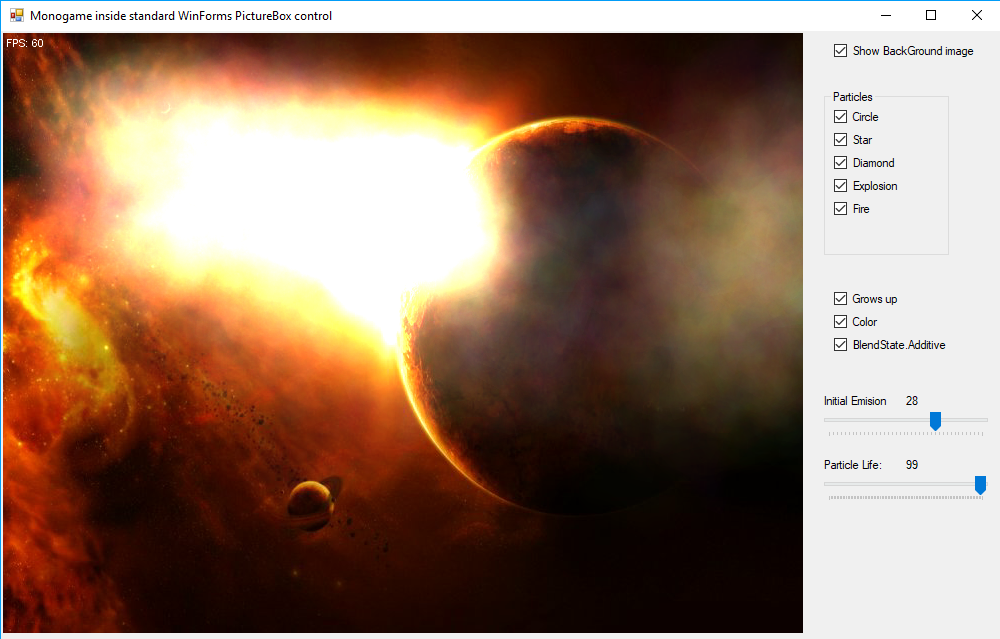 Monogame inside standard WinForms PictureBox control
FPS: 60
Show BackGround image
Particles
Circle
Star
Diamond
Explosion
Fire
Grows up
Color
BlendState.Additive
Initial Emision 28
Particle Life: 99